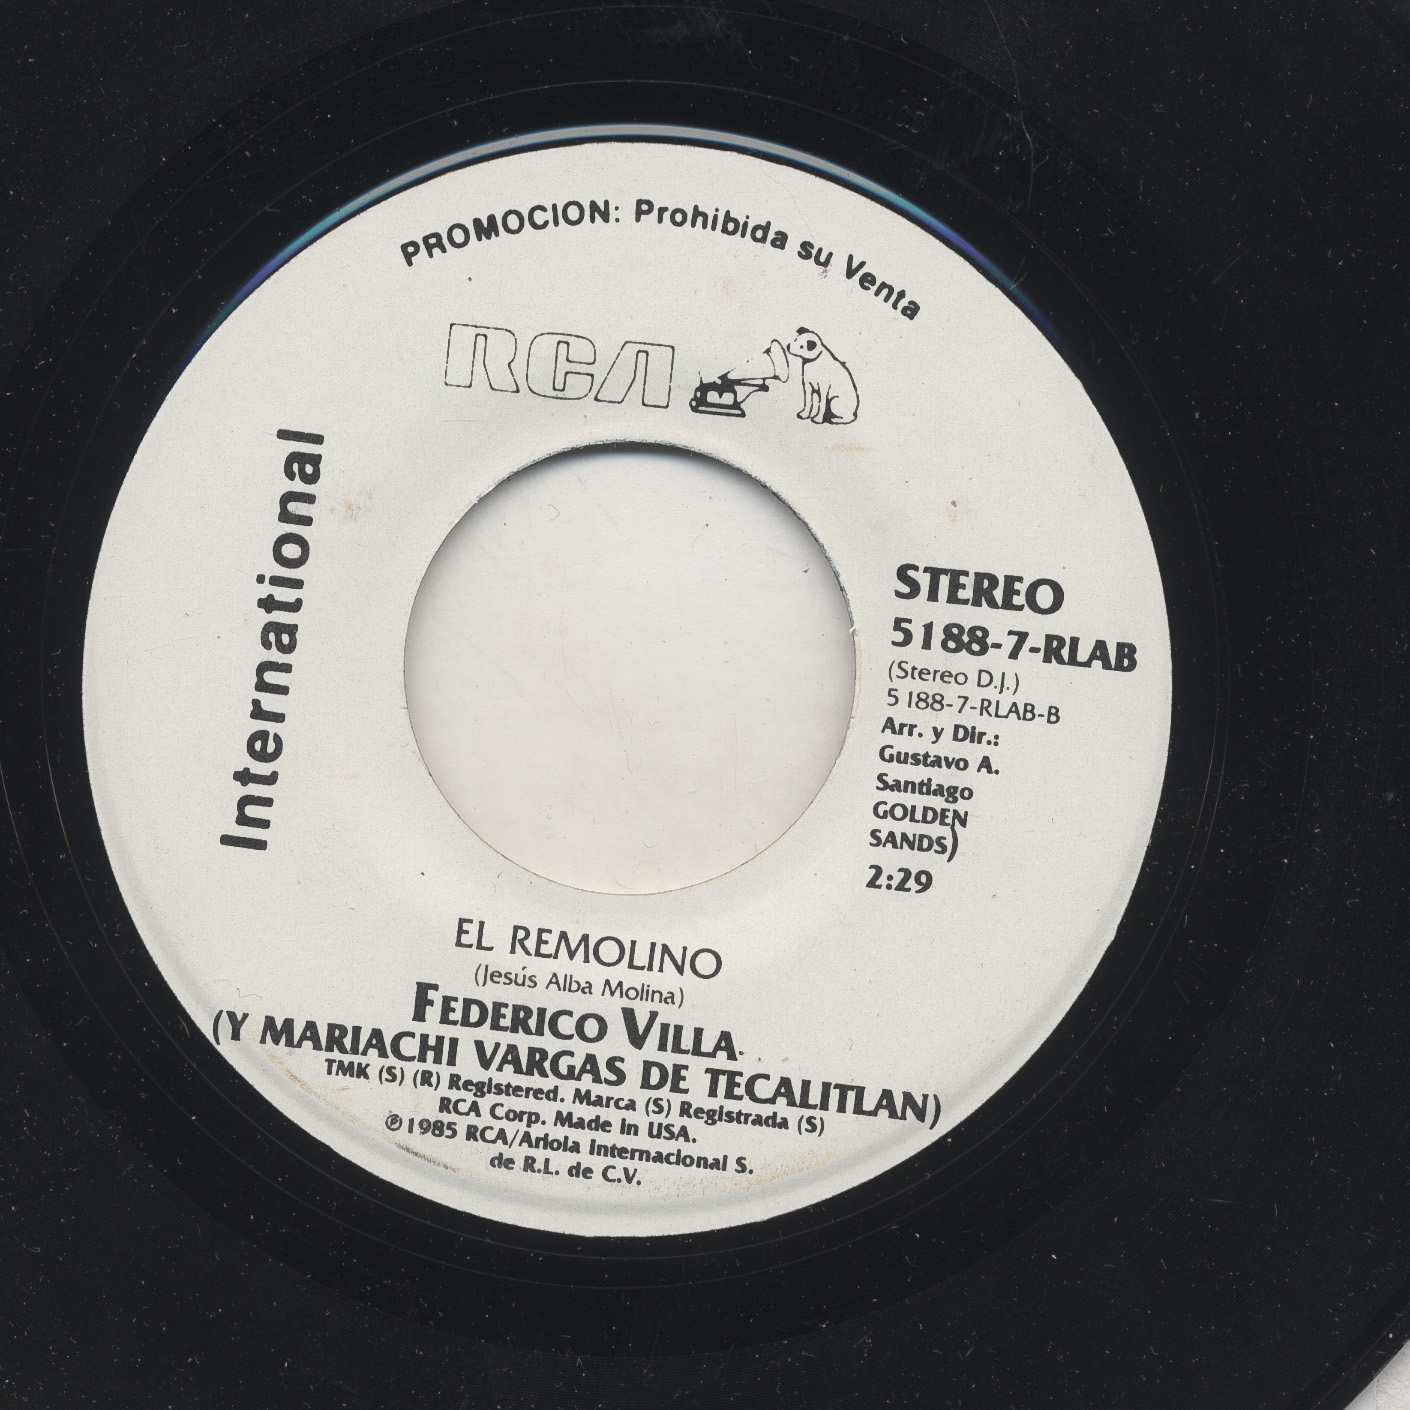 PROMOCION: Prohibida su Venta
RCA
International
STEREO
5188-7-RLAB
(Stereo D.J.)
5188-7-RLAB-B
Arr. y Dir.:
Gustavo A.
Santiago
GOLDEN
SANDS)
2:29
EL REMOLINO
(Jesús Alba Molina)
FEDERICO VILLA
(Y MARIACHI VARGAS DE TECALITLAN)
TMK (S) (R) Registered. Marca (S) Registrada (S)
RCA Corp. Made in USA.
℗ 1985 RCA/Ariola Internacional S.
de R.L. de C.V.